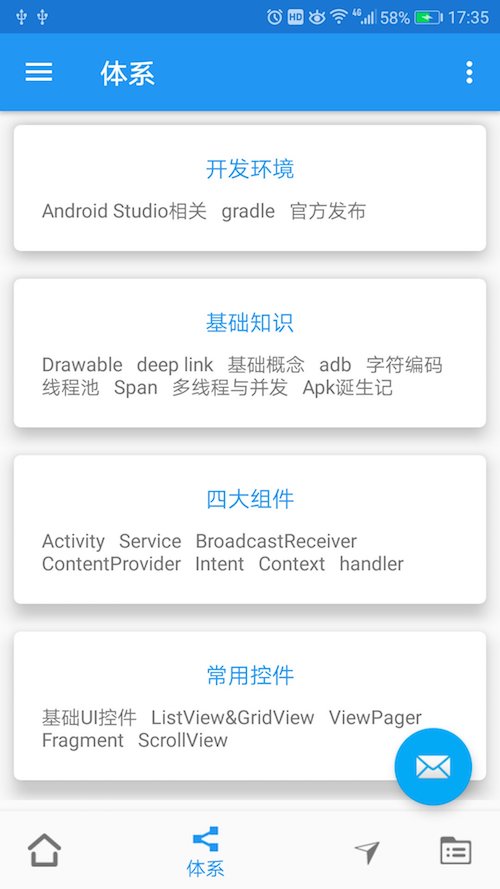 HD 4G 58% 17:35
体系
开发环境
Android Studio相关 gradle 官方发布
基础知识
Drawable deep link 基础概念 adb 字符编码
线程池 Span 多线程与并发 Apk诞生记
四大组件
Activity Service BroadcastReceiver
ContentProvider Intent Context handler
常用控件
基础UI控件 ListView&GridView ViewPager
Fragment ScrollView
体系